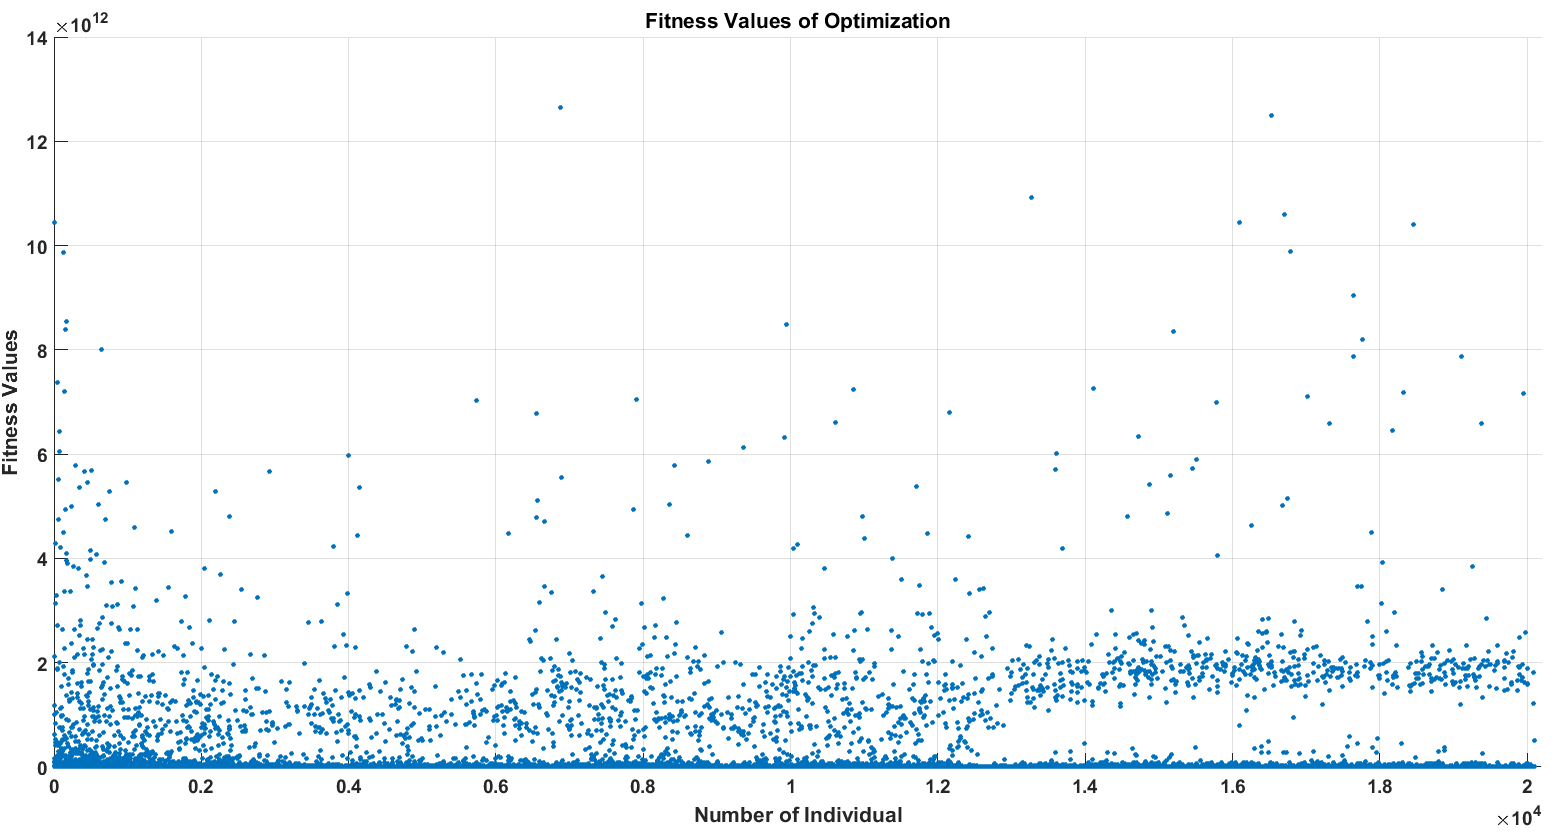 Fitness Values of Optimization
×10^12
14
12
10
8
6
4
2
0
Fitness Values
0 0.2 0.4 0.6 0.8 1 1.2 1.4 1.6 1.8 2
Number of Individual
×10^4